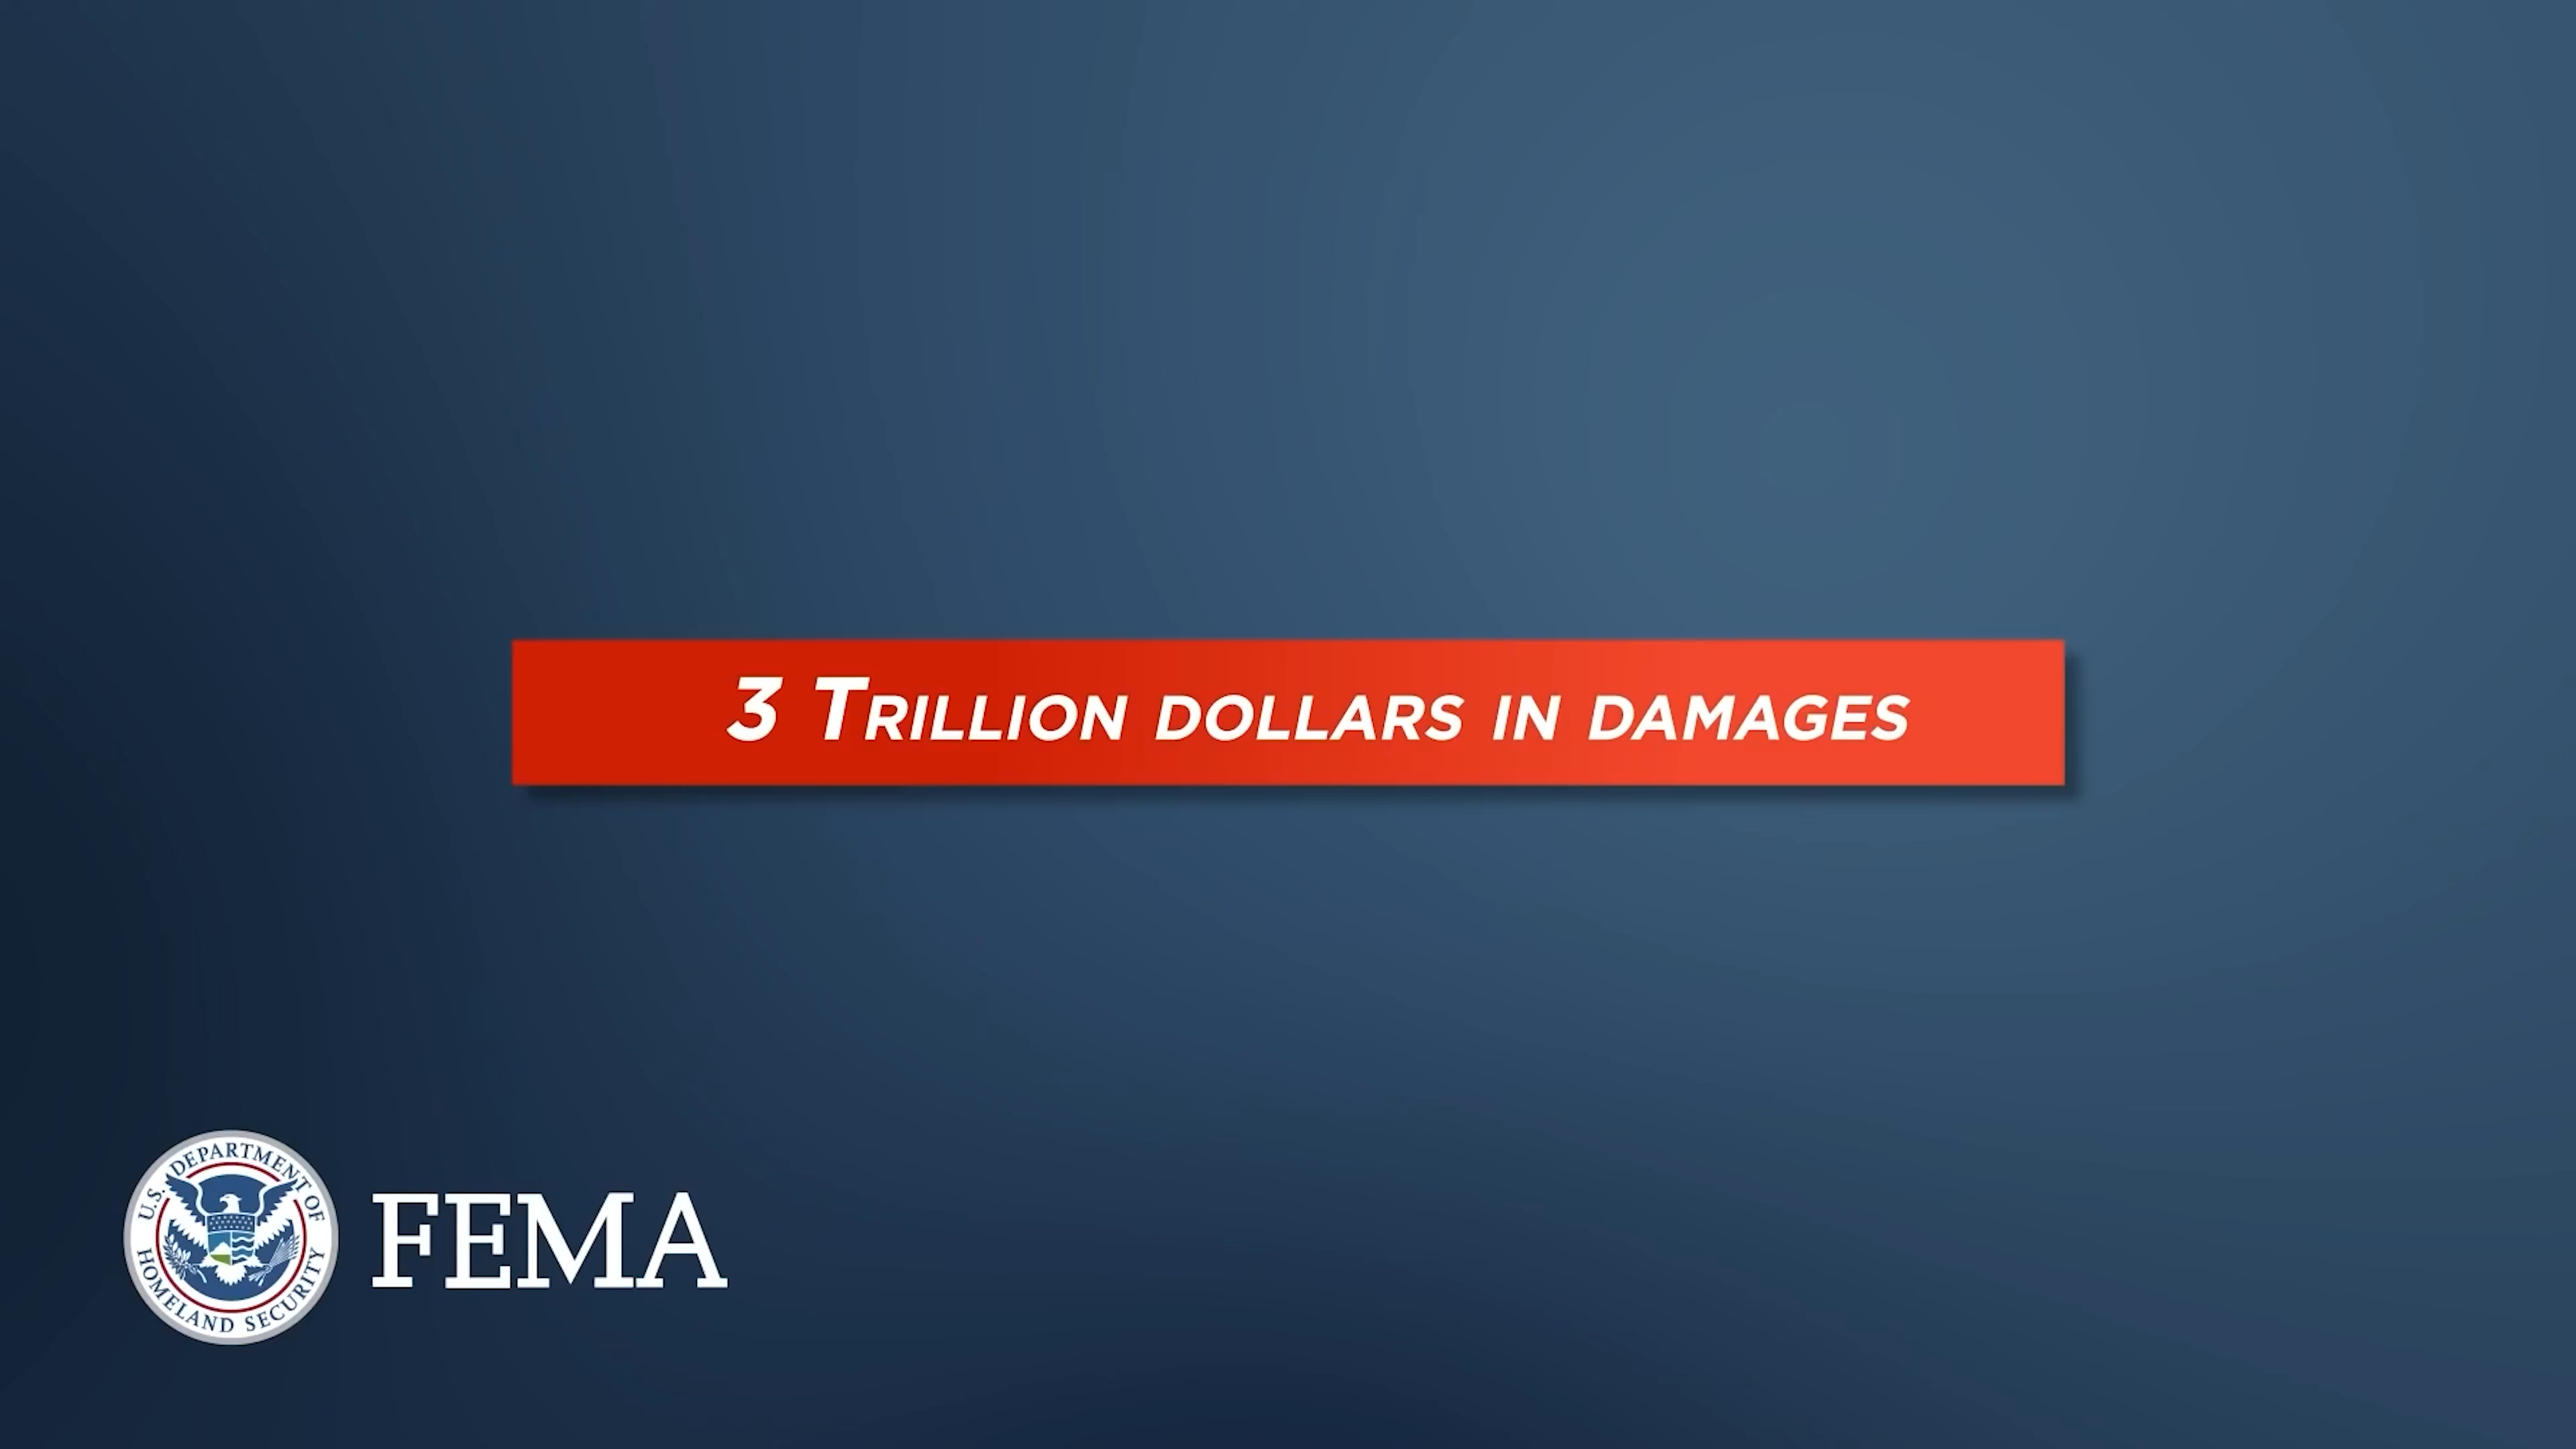 3 Trillion dollars in damages
U.S. DEPARTMENT OF HOMELAND SECURITY
FEMA